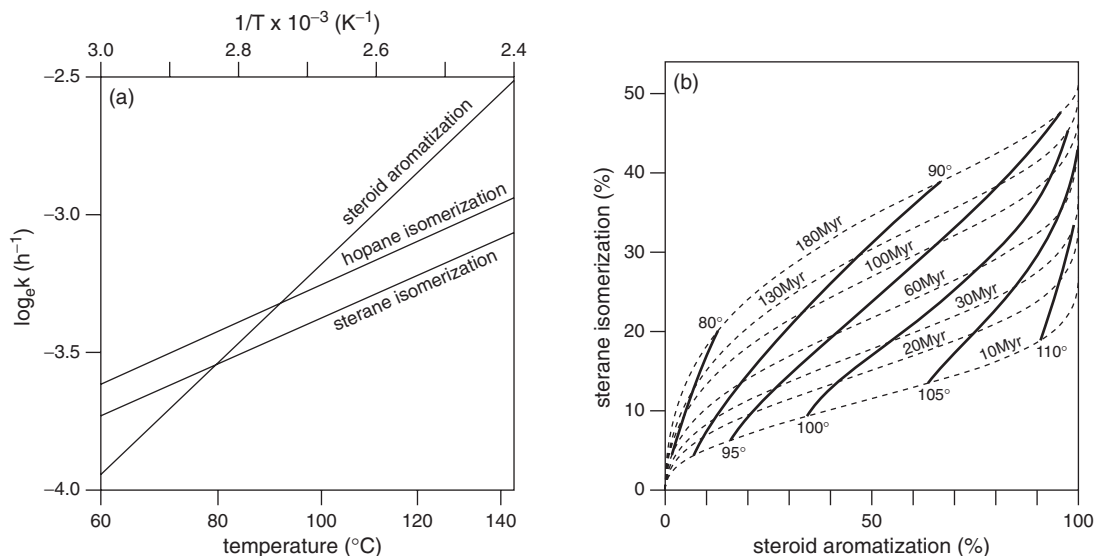 1/T x 10⁻³ (K⁻¹)
3.0 2.8 2.6 2.4
(a)
−2.5
−3.0
−3.5
−4.0
logₑk (h⁻¹)
steroid aromatization
hopane isomerization
sterane isomerization
60 80 100 120 140
temperature (°C)
(b)
50
40
30
20
10
0
sterane isomerization (%)
90°
180Myr
130Myr
100Myr
60Myr
30Myr
20Myr
10Myr
80°
110°
105°
100°
95°
0 50 100
steroid aromatization (%)